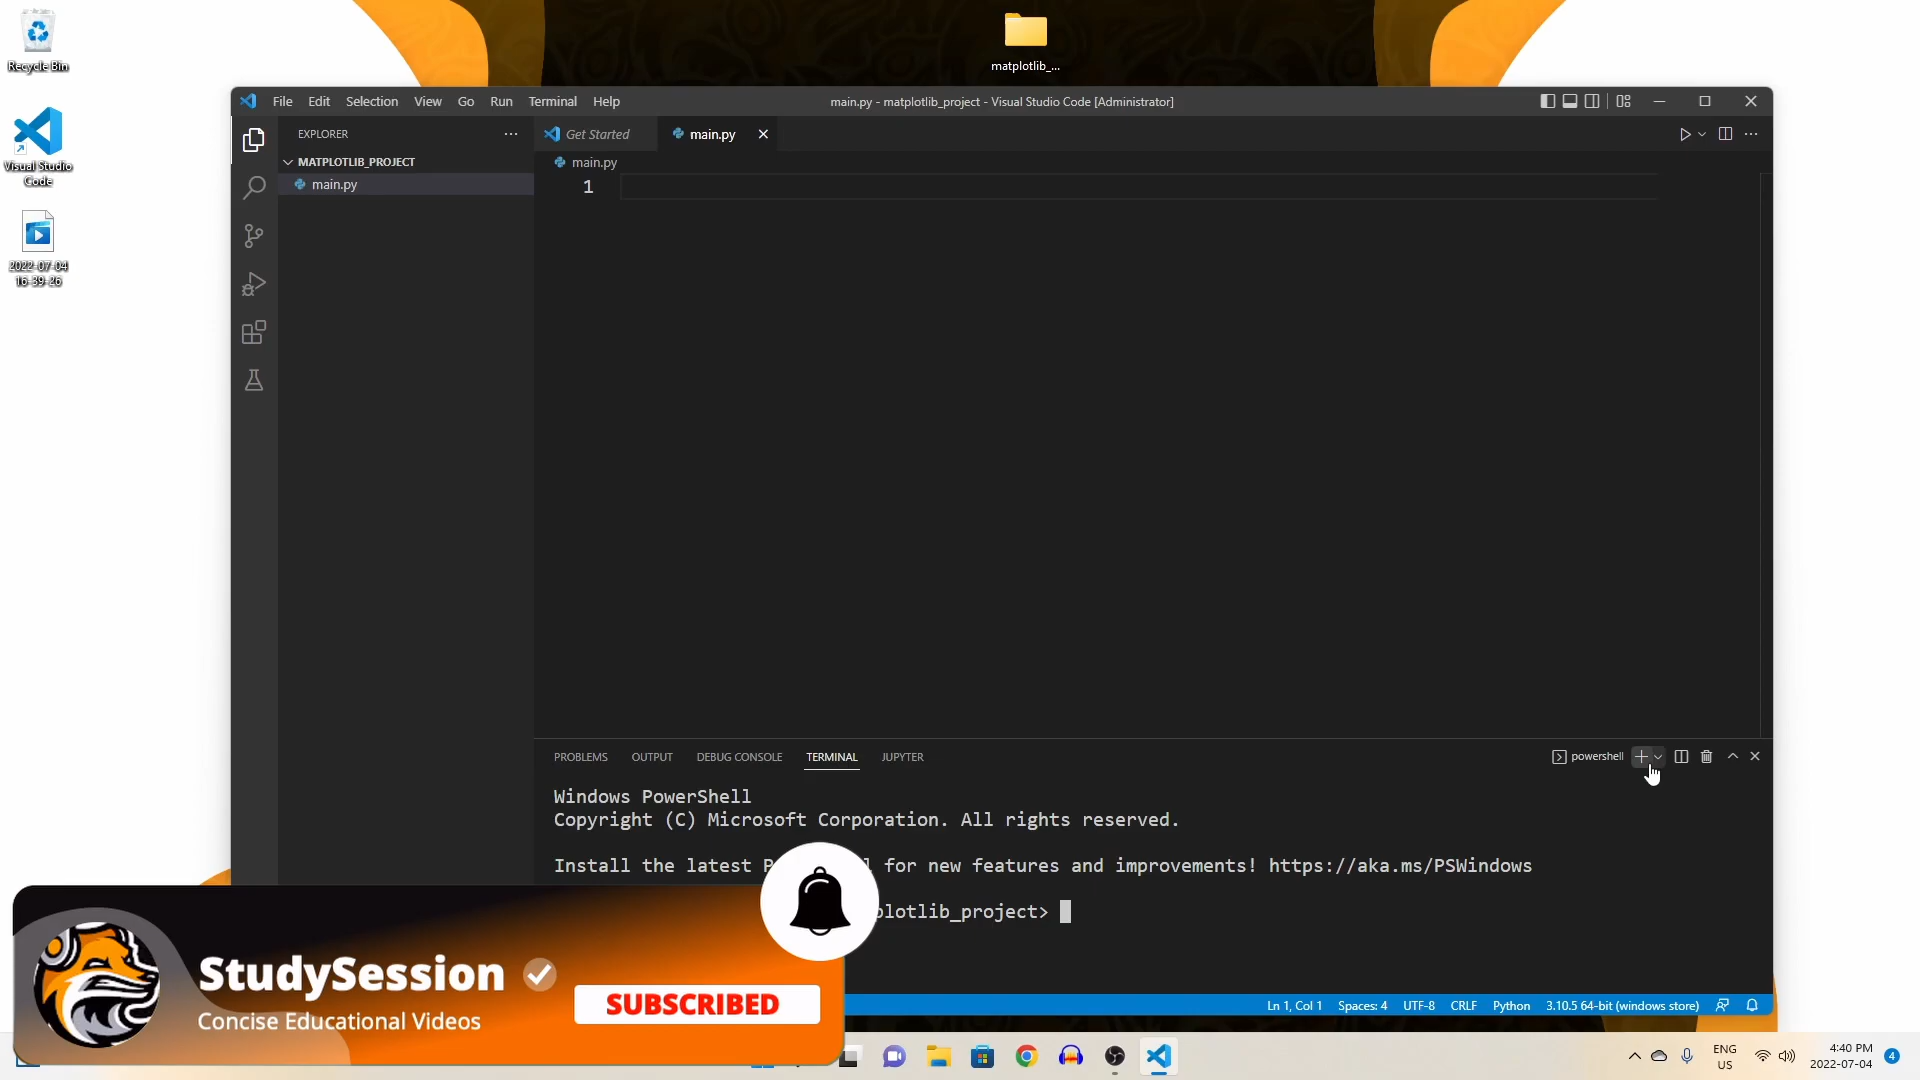 Recycle Bin
Visual Studio
Code
2022-07-04
16-39-26
matplotlib_...
File Edit Selection View Go Run Terminal Help
main.py - matplotlib_project - Visual Studio Code [Administrator]
EXPLORER
MATPLOTLIB_PROJECT
main.py
Get Started
main.py
main.py
1
PROBLEMS OUTPUT DEBUG CONSOLE TERMINAL JUPYTER
powershell
Windows PowerShell
Copyright (C) Microsoft Corporation. All rights reserved.
Install the latest P l for new features and improvements! https://aka.ms/PSWindows
plotlib_project>
StudySession
Concise Educational Videos
SUBSCRIBED
Ln 1, Col 1 Spaces: 4 UTF-8 CRLF Python 3.10.5 64-bit (windows store)
ENG
US
4:40 PM
2022-07-04
4